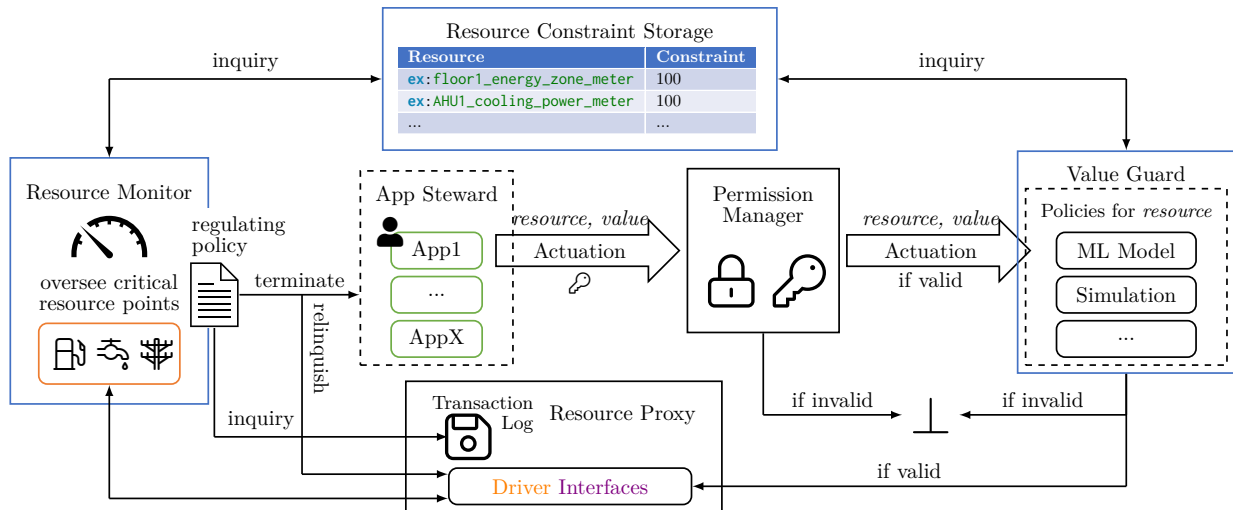 Resource Constraint Storage
Resource Constraint
ex:floor1_energy_zone_meter 100
ex:AHU1_cooling_power_meter 100
... ...
inquiry
inquiry
Resource Monitor
oversee critical
resource points
regulating
policy
terminate
relinquish
inquiry
App Steward
App1
...
AppX
resource, value
Actuation
Permission
Manager
resource, value
Actuation
if valid
Value Guard
Policies for resource
ML Model
Simulation
...
if invalid
if invalid
if valid
Transaction
Log
Resource Proxy
Driver Interfaces